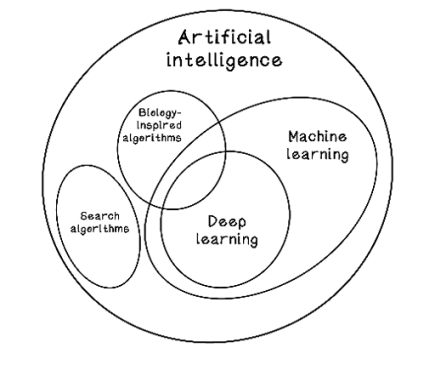 Artificial
intelligence
Biology-
inspired
algorithms
Machine
learning
Search
algorithms
Deep
learning